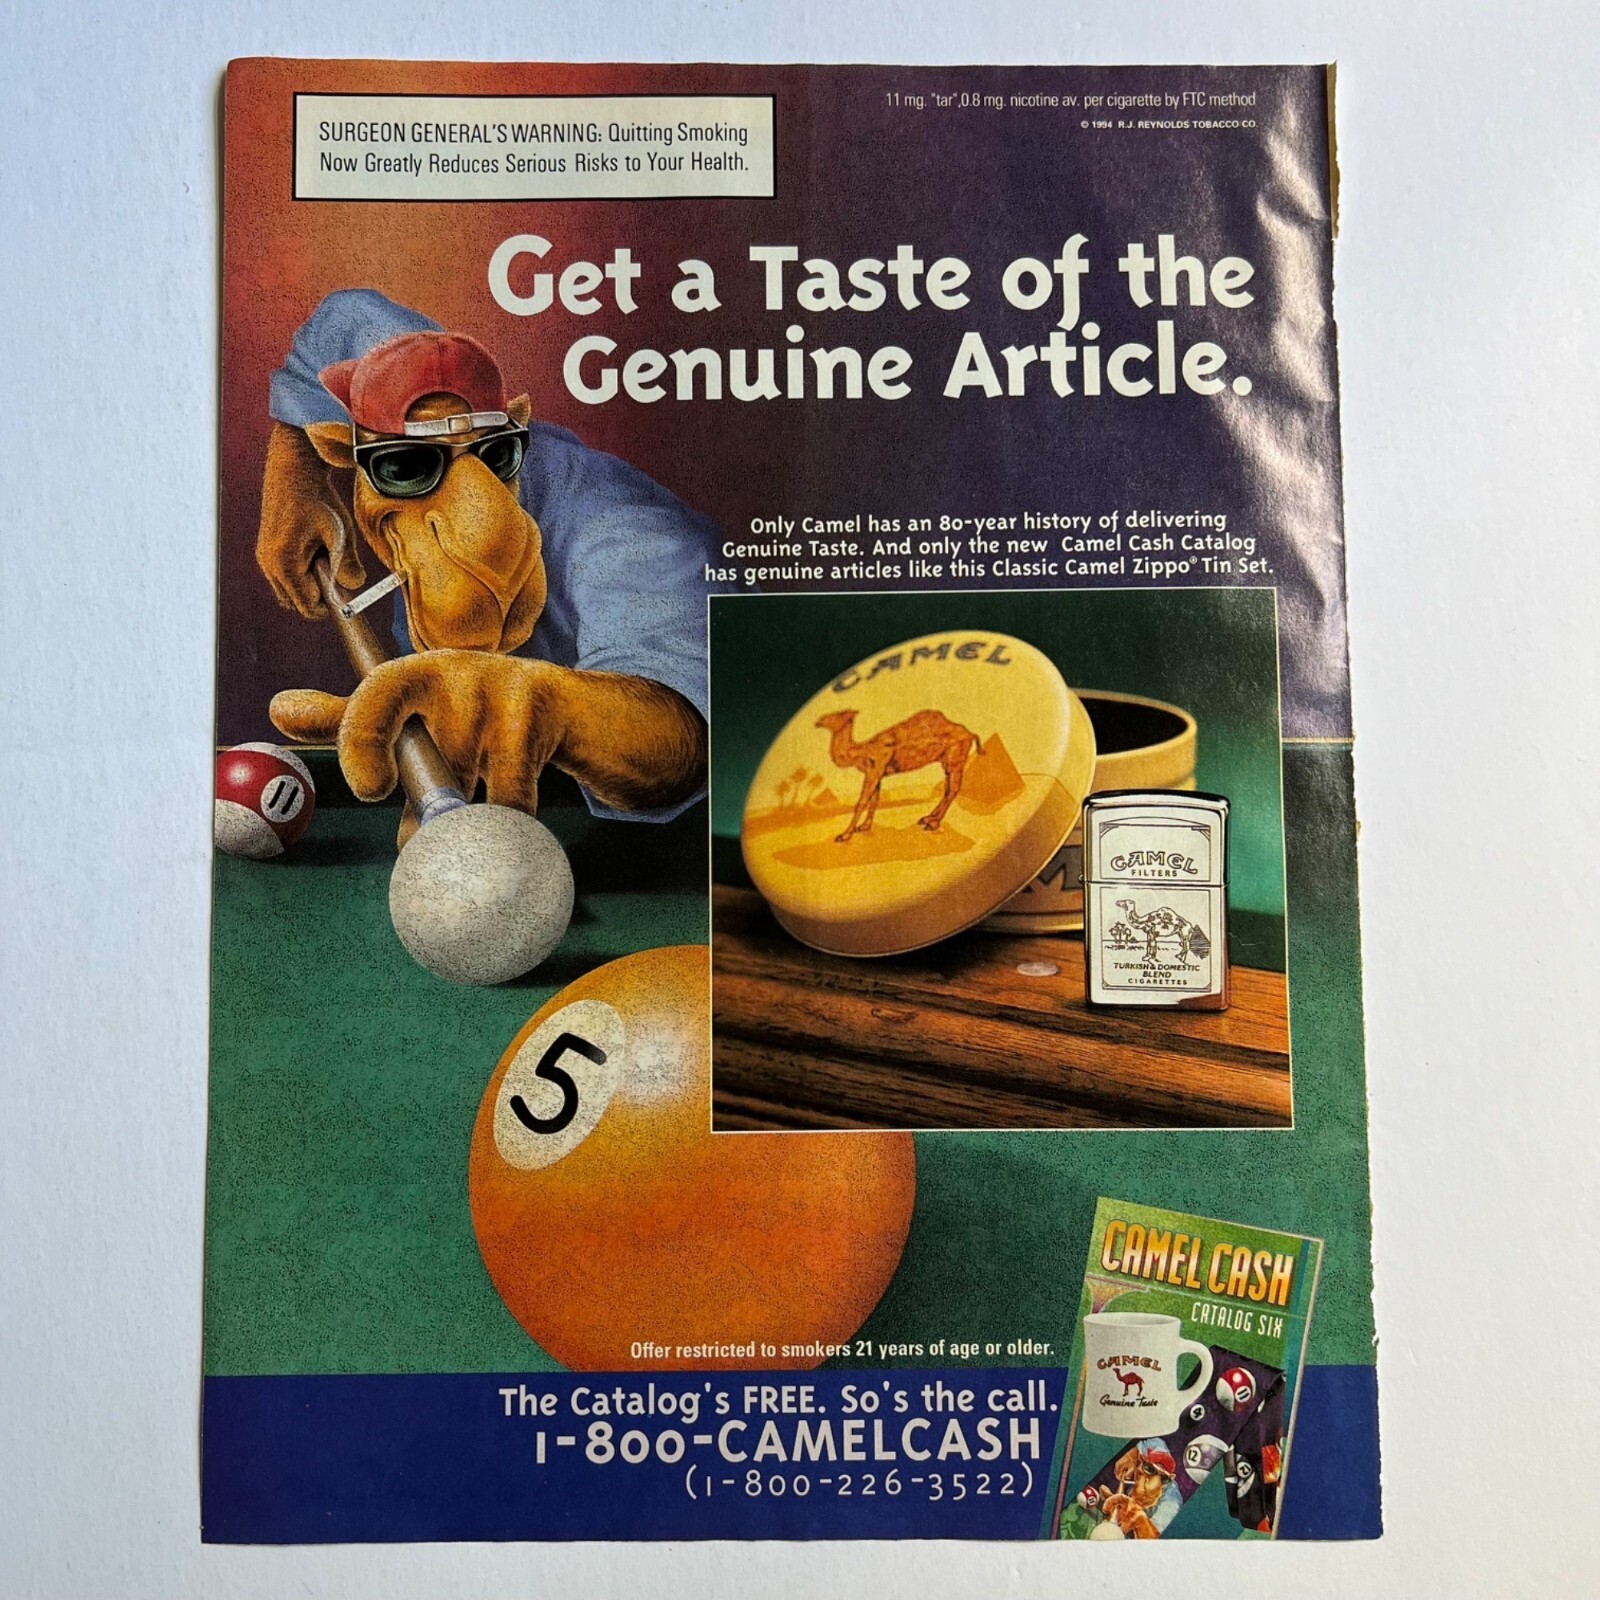 SURGEON GENERAL'S WARNING: Quitting Smoking
Now Greatly Reduces Serious Risks to Your Health.
11 mg. "tar", 0.8 mg. nicotine av. per cigarette by FTC method
© 1994 R.J. REYNOLDS TOBACCO CO.
Get a Taste of the
Genuine Article.
Only Camel has an 80-year history of delivering
Genuine Taste. And only the new Camel Cash Catalog
has genuine articles like this Classic Camel Zippo® Tin Set.
CAMEL
CAMEL
FILTERS
TURKISH & DOMESTIC
BLEND
CIGARETTES
11
5
CAMEL CASH
CATALOG SIX
CAMEL
Genuine Taste
11
12
Offer restricted to smokers 21 years of age or older.
The Catalog's FREE. So's the call.
1-800-CAMELCASH
(1-800-226-3522)